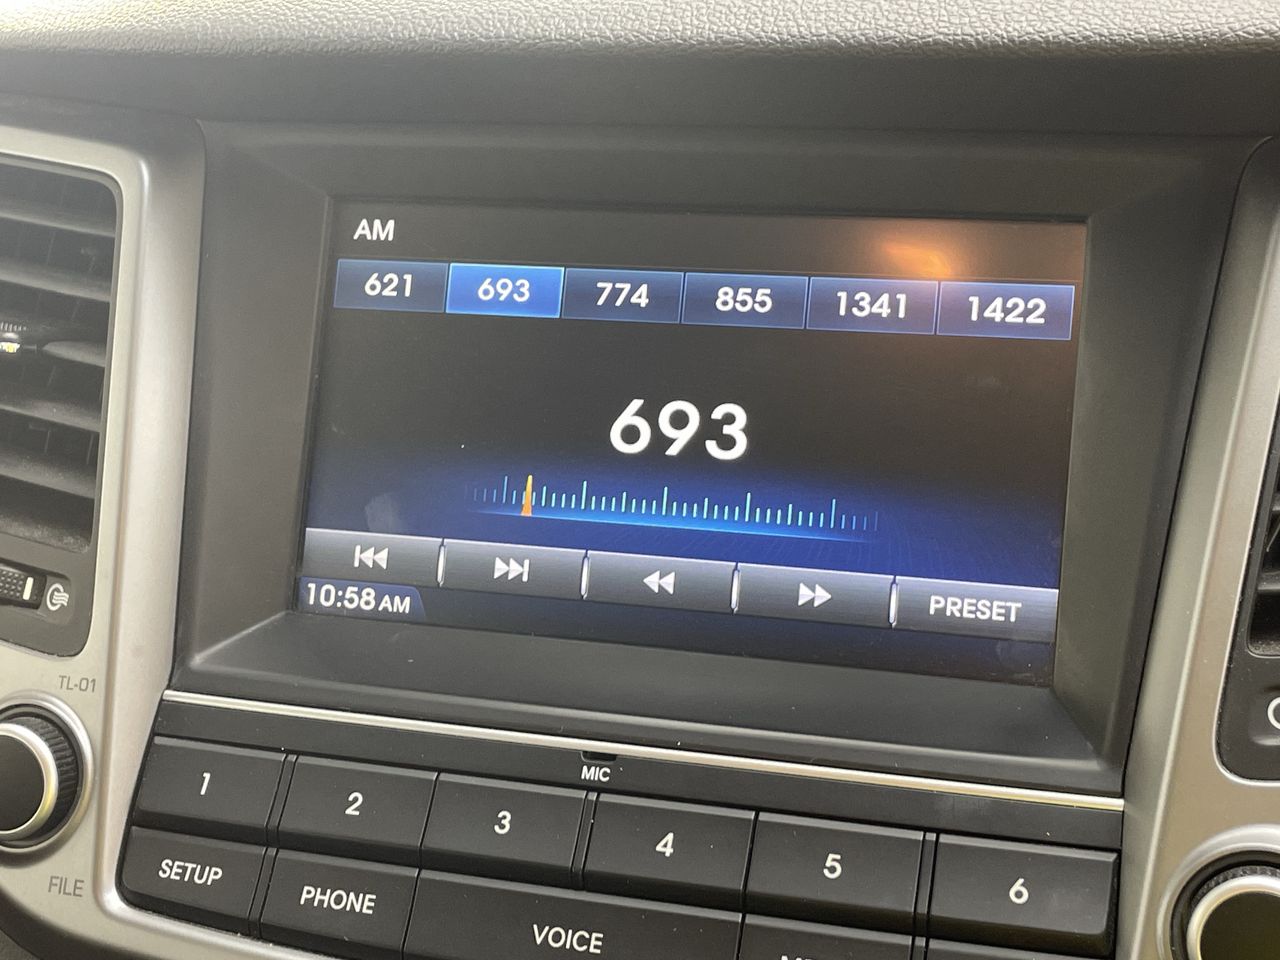 AM
621 693 774 855 1341 1422
693
PRESET
10:58 AM
TL-01
MIC
1 2 3 4 5 6
SETUP PHONE VOICE
FILE